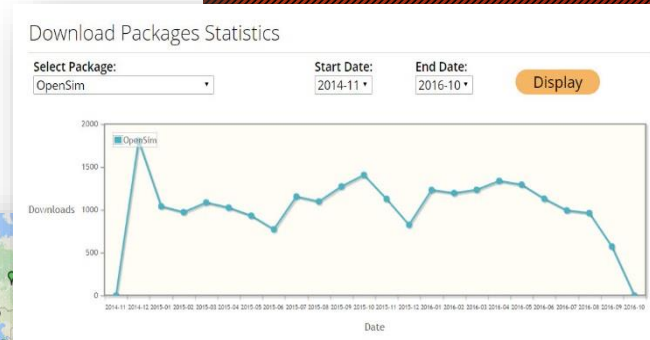 Download Packages Statistics
Select Package:
OpenSim
Start Date:
2014-11
End Date:
2016-10
Display
2000
OpenSim
1500
Downloads
1000
500
0
2014-11 2014-12 2015-01 2015-02 2015-03 2015-04 2015-05 2015-06 2015-07 2015-08 2015-09 2015-10 2015-11 2015-12 2016-01 2016-02 2016-03 2016-04 2016-05 2016-06 2016-07 2016-08 2016-09 2016-10
Date